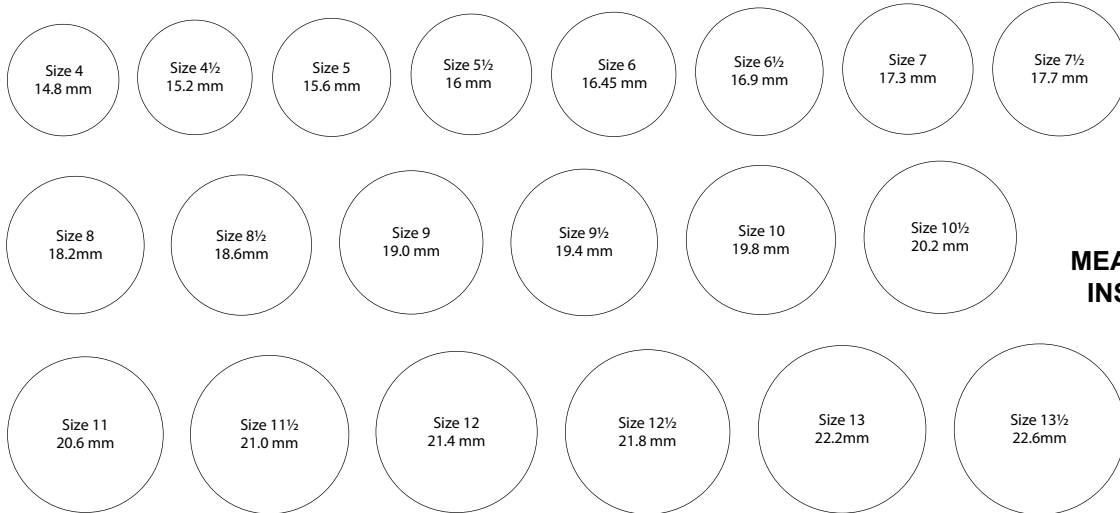 Size 4
14.8 mm
Size 4½
15.2 mm
Size 5
15.6 mm
Size 5½
16 mm
Size 6
16.45 mm
Size 6½
16.9 mm
Size 7
17.3 mm
Size 7½
17.7 mm
Size 8
18.2mm
Size 8½
18.6mm
Size 9
19.0 mm
Size 9½
19.4 mm
Size 10
19.8 mm
Size 10½
20.2 mm
MEA
INS
Size 11
20.6 mm
Size 11½
21.0 mm
Size 12
21.4 mm
Size 12½
21.8 mm
Size 13
22.2mm
Size 13½
22.6mm